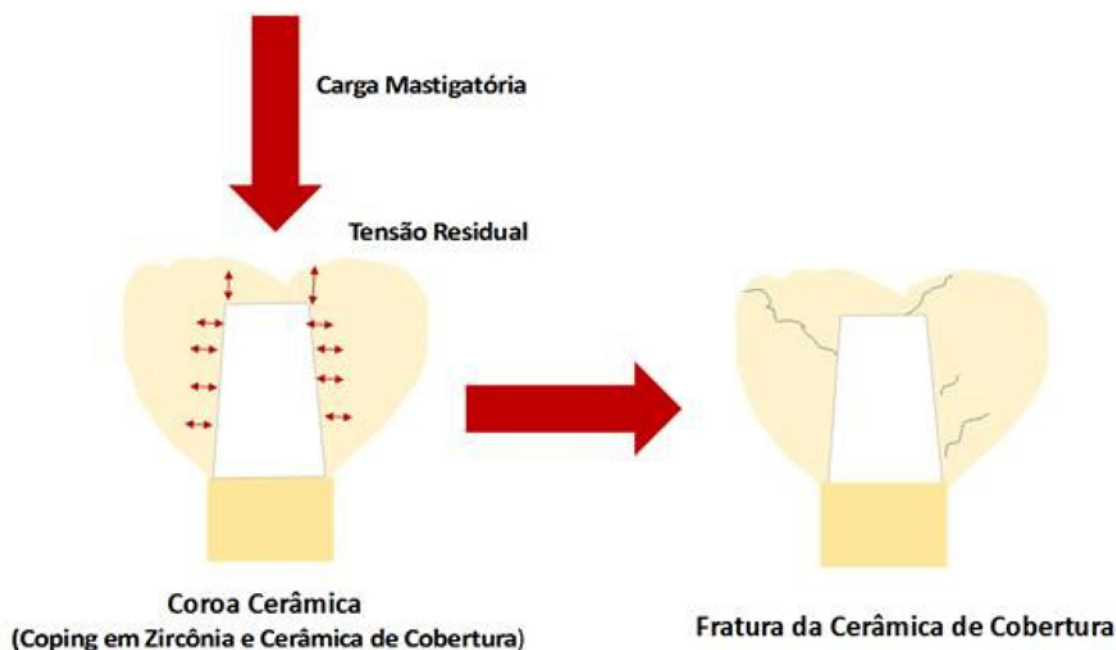 Carga Mastigatória
Tensão Residual
Coroa Cerâmica
(Coping em Zircônia e Cerâmica de Cobertura)
Fratura da Cerâmica de Cobertura